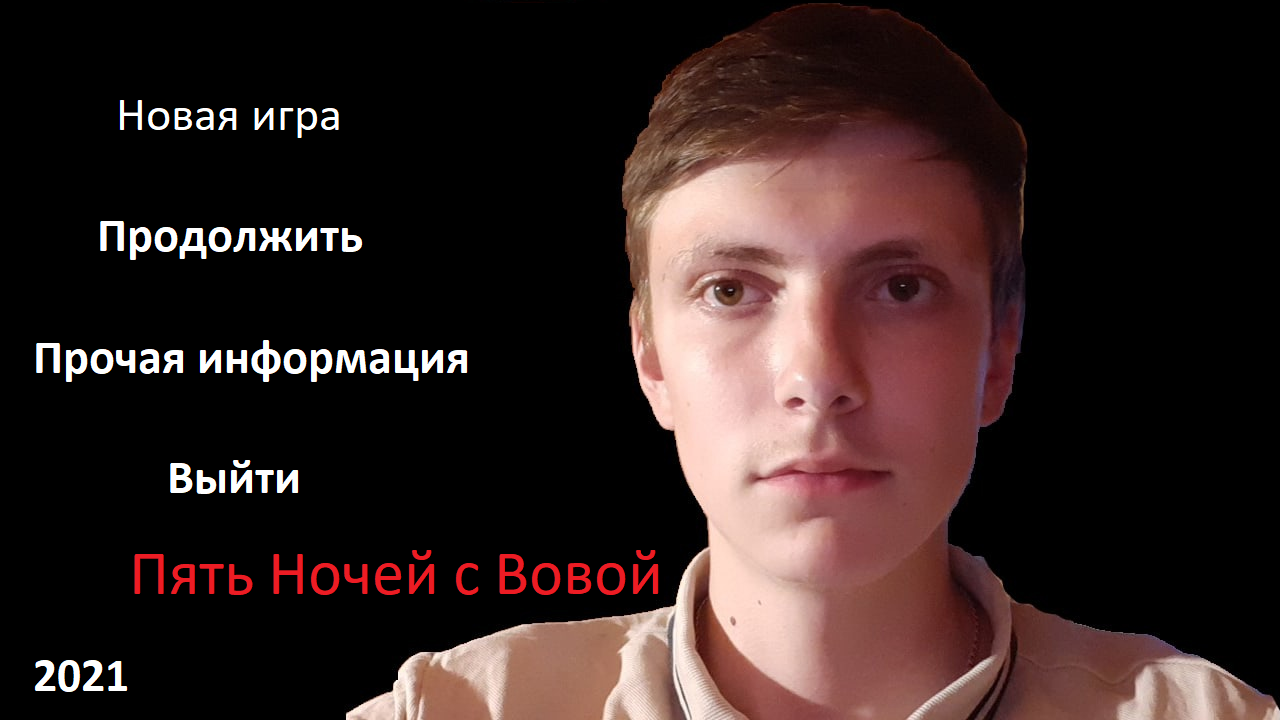 Новая игра
Продолжить
Прочая информация
Выйти
Пять Ночей с Вовой
2021